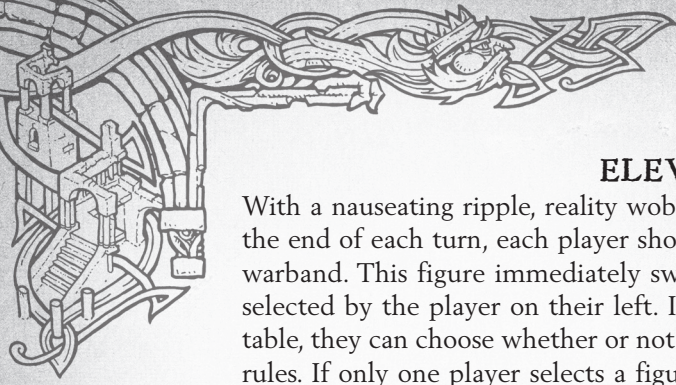 ELEV
With a nauseating ripple, reality wob
the end of each turn, each player sho
warband. This figure immediately sw
selected by the player on their left. I
table, they can choose whether or not
rules. If only one player selects a figu